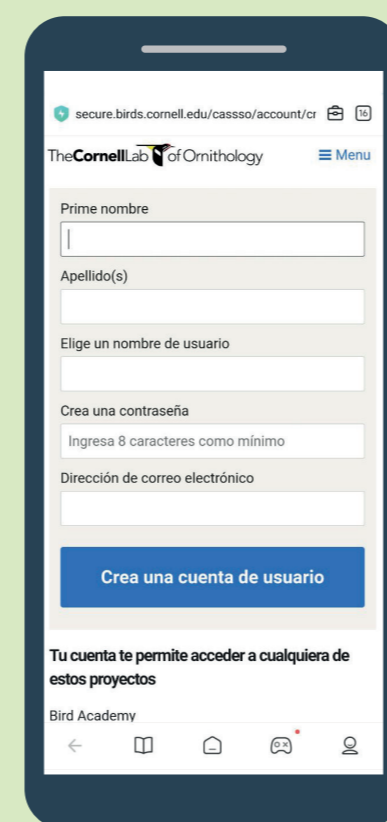 secure.birds.cornell.edu/cassso/account/cr 16
TheCornellLab of Ornithology Menu
Prime nombre
Apellido(s)
Elige un nombre de usuario
Crea una contraseña
Ingresa 8 caracteres como mínimo
Dirección de correo electrónico
Crea una cuenta de usuario
Tu cuenta te permite acceder a cualquiera de
estos proyectos
Bird Academy